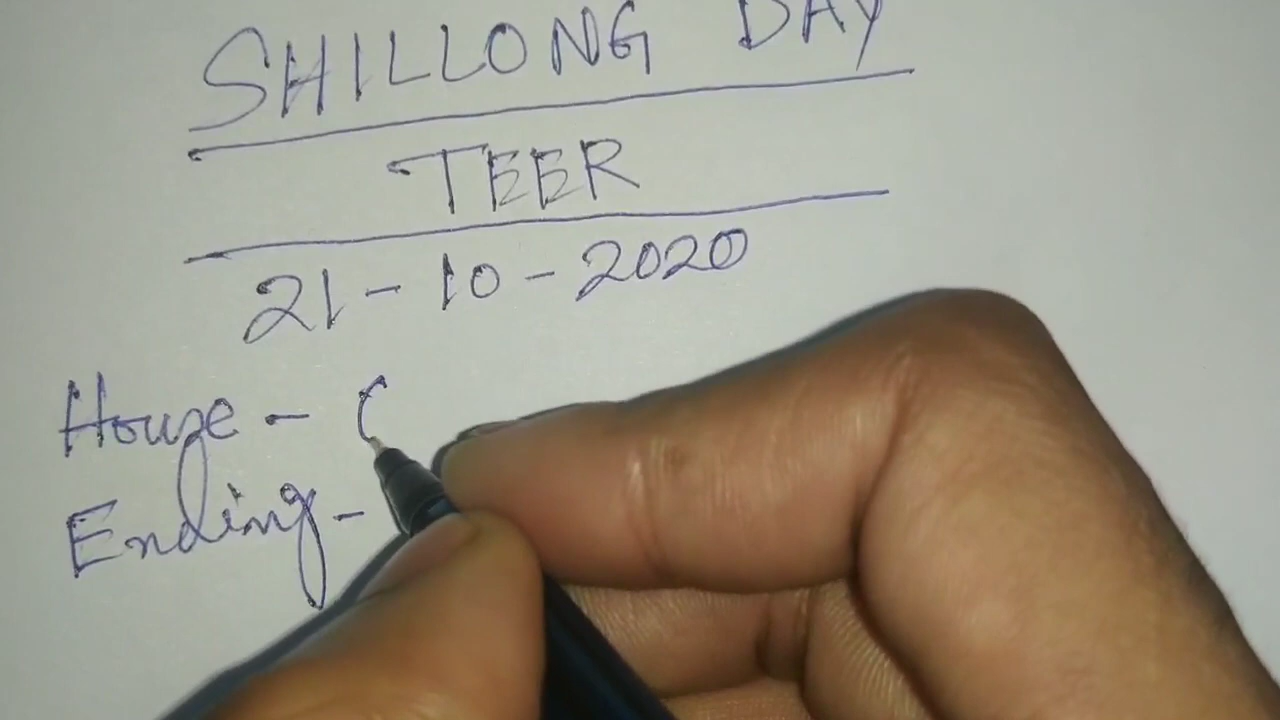 SHILLONG DAY
TEER
21-10-2020
House -
Ending -